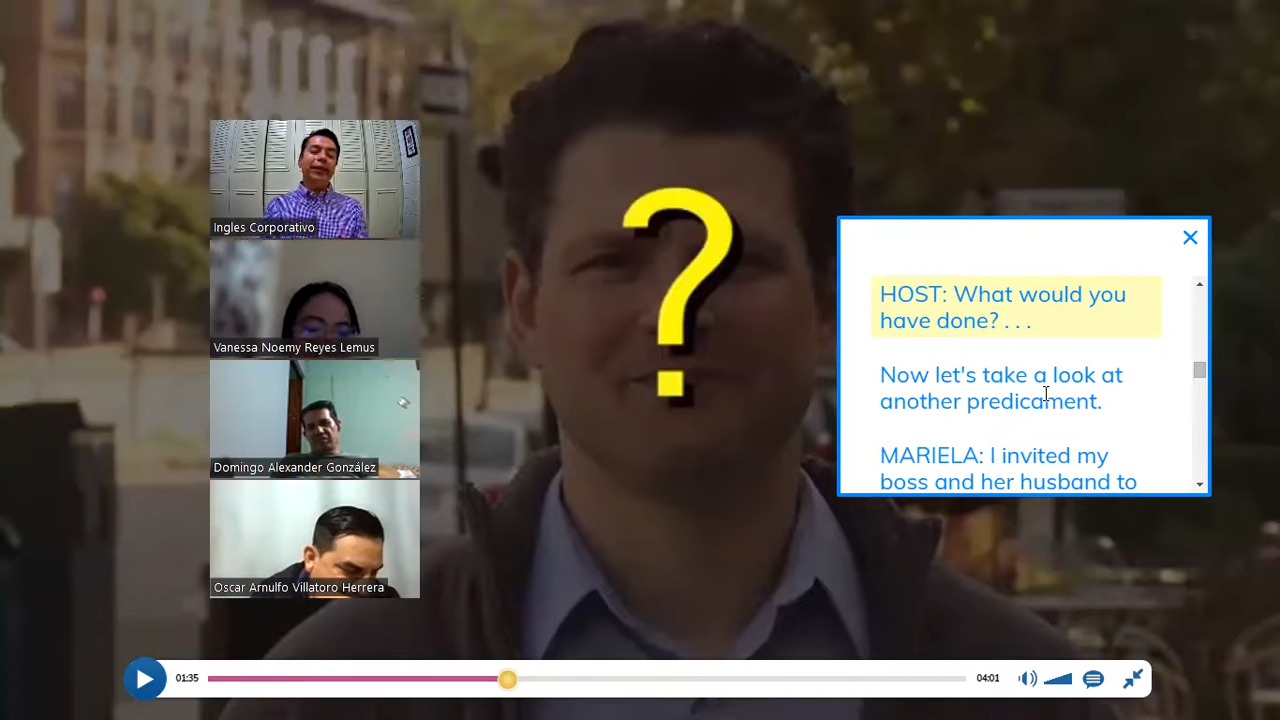 Ingles Corporativo
Vanessa Noemy Reyes Lemus
Domingo Alexander González
Oscar Arnulfo Villatoro Herrera
?
HOST: What would you
have done? . . .
Now let's take a look at
another predicament.
MARIELA: I invited my
boss and her husband to
01:35
04:01